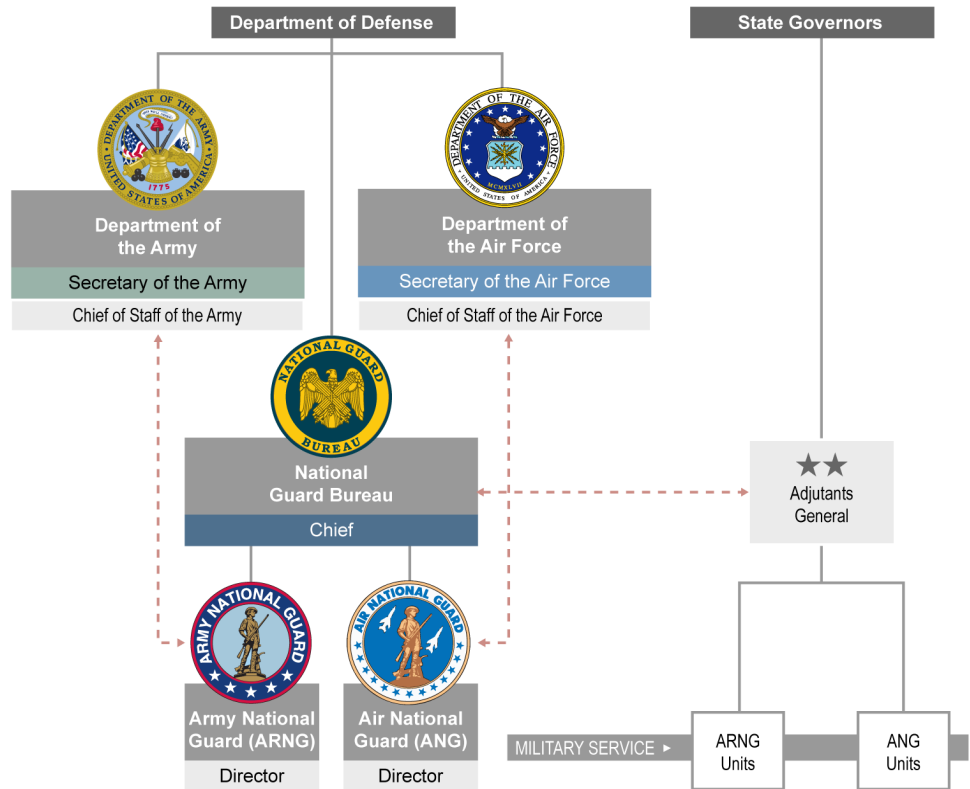 Department of Defense
State Governors
DEPARTMENT OF THE ARMY
UNITED STATES OF AMERICA
1775
DEPARTMENT OF THE AIR FORCE
MCMXLVII
UNITED STATES OF AMERICA
Department of
the Army
Secretary of the Army
Chief of Staff of the Army
Department of
the Air Force
Secretary of the Air Force
Chief of Staff of the Air Force
NATIONAL GUARD
BUREAU
National
Guard Bureau
Chief
Adjutants
General
ARMY NATIONAL GUARD
Army National
Guard (ARNG)
Director
AIR NATIONAL GUARD
Air National
Guard (ANG)
Director
MILITARY SERVICE ►
ARNG
Units
ANG
Units